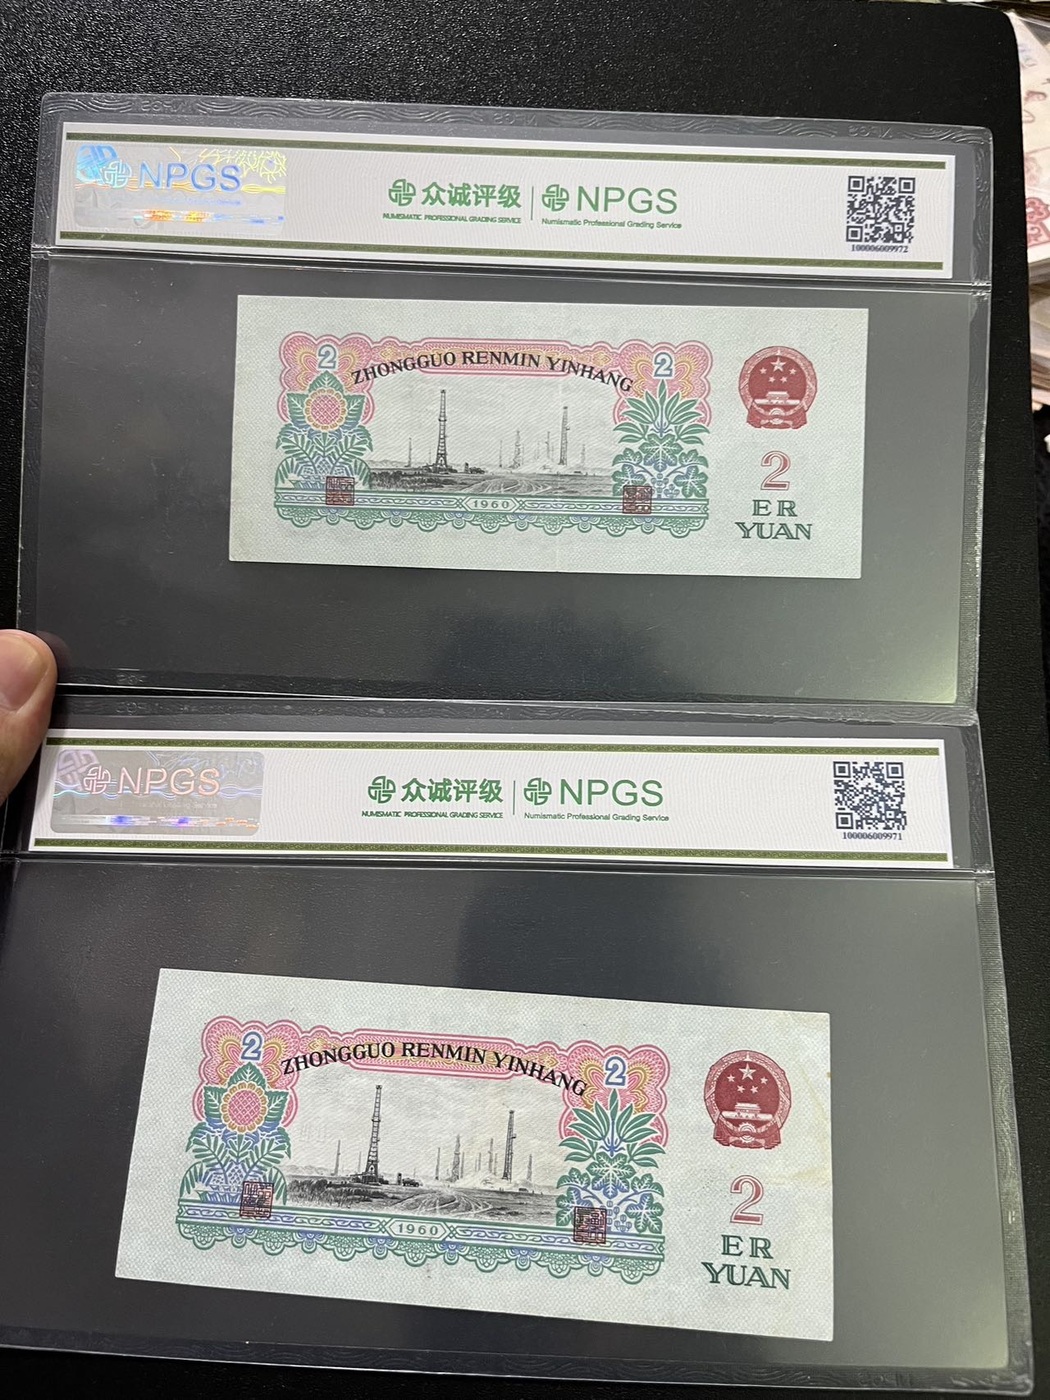 NPGS
众诚评级
NUMISMATIC PROFESSIONAL GRADING SERVICE
NPGS
Numismatic Professional Grading Service
100006009972
2
ZHONGGUO RENMIN YINHANG
2
2
ER
YUAN
1960
NPGS
众诚评级
NUMISMATIC PROFESSIONAL GRADING SERVICE
NPGS
Numismatic Professional Grading Service
100006009971
2
ZHONGGUO RENMIN YINHANG
2
2
ER
YUAN
1960